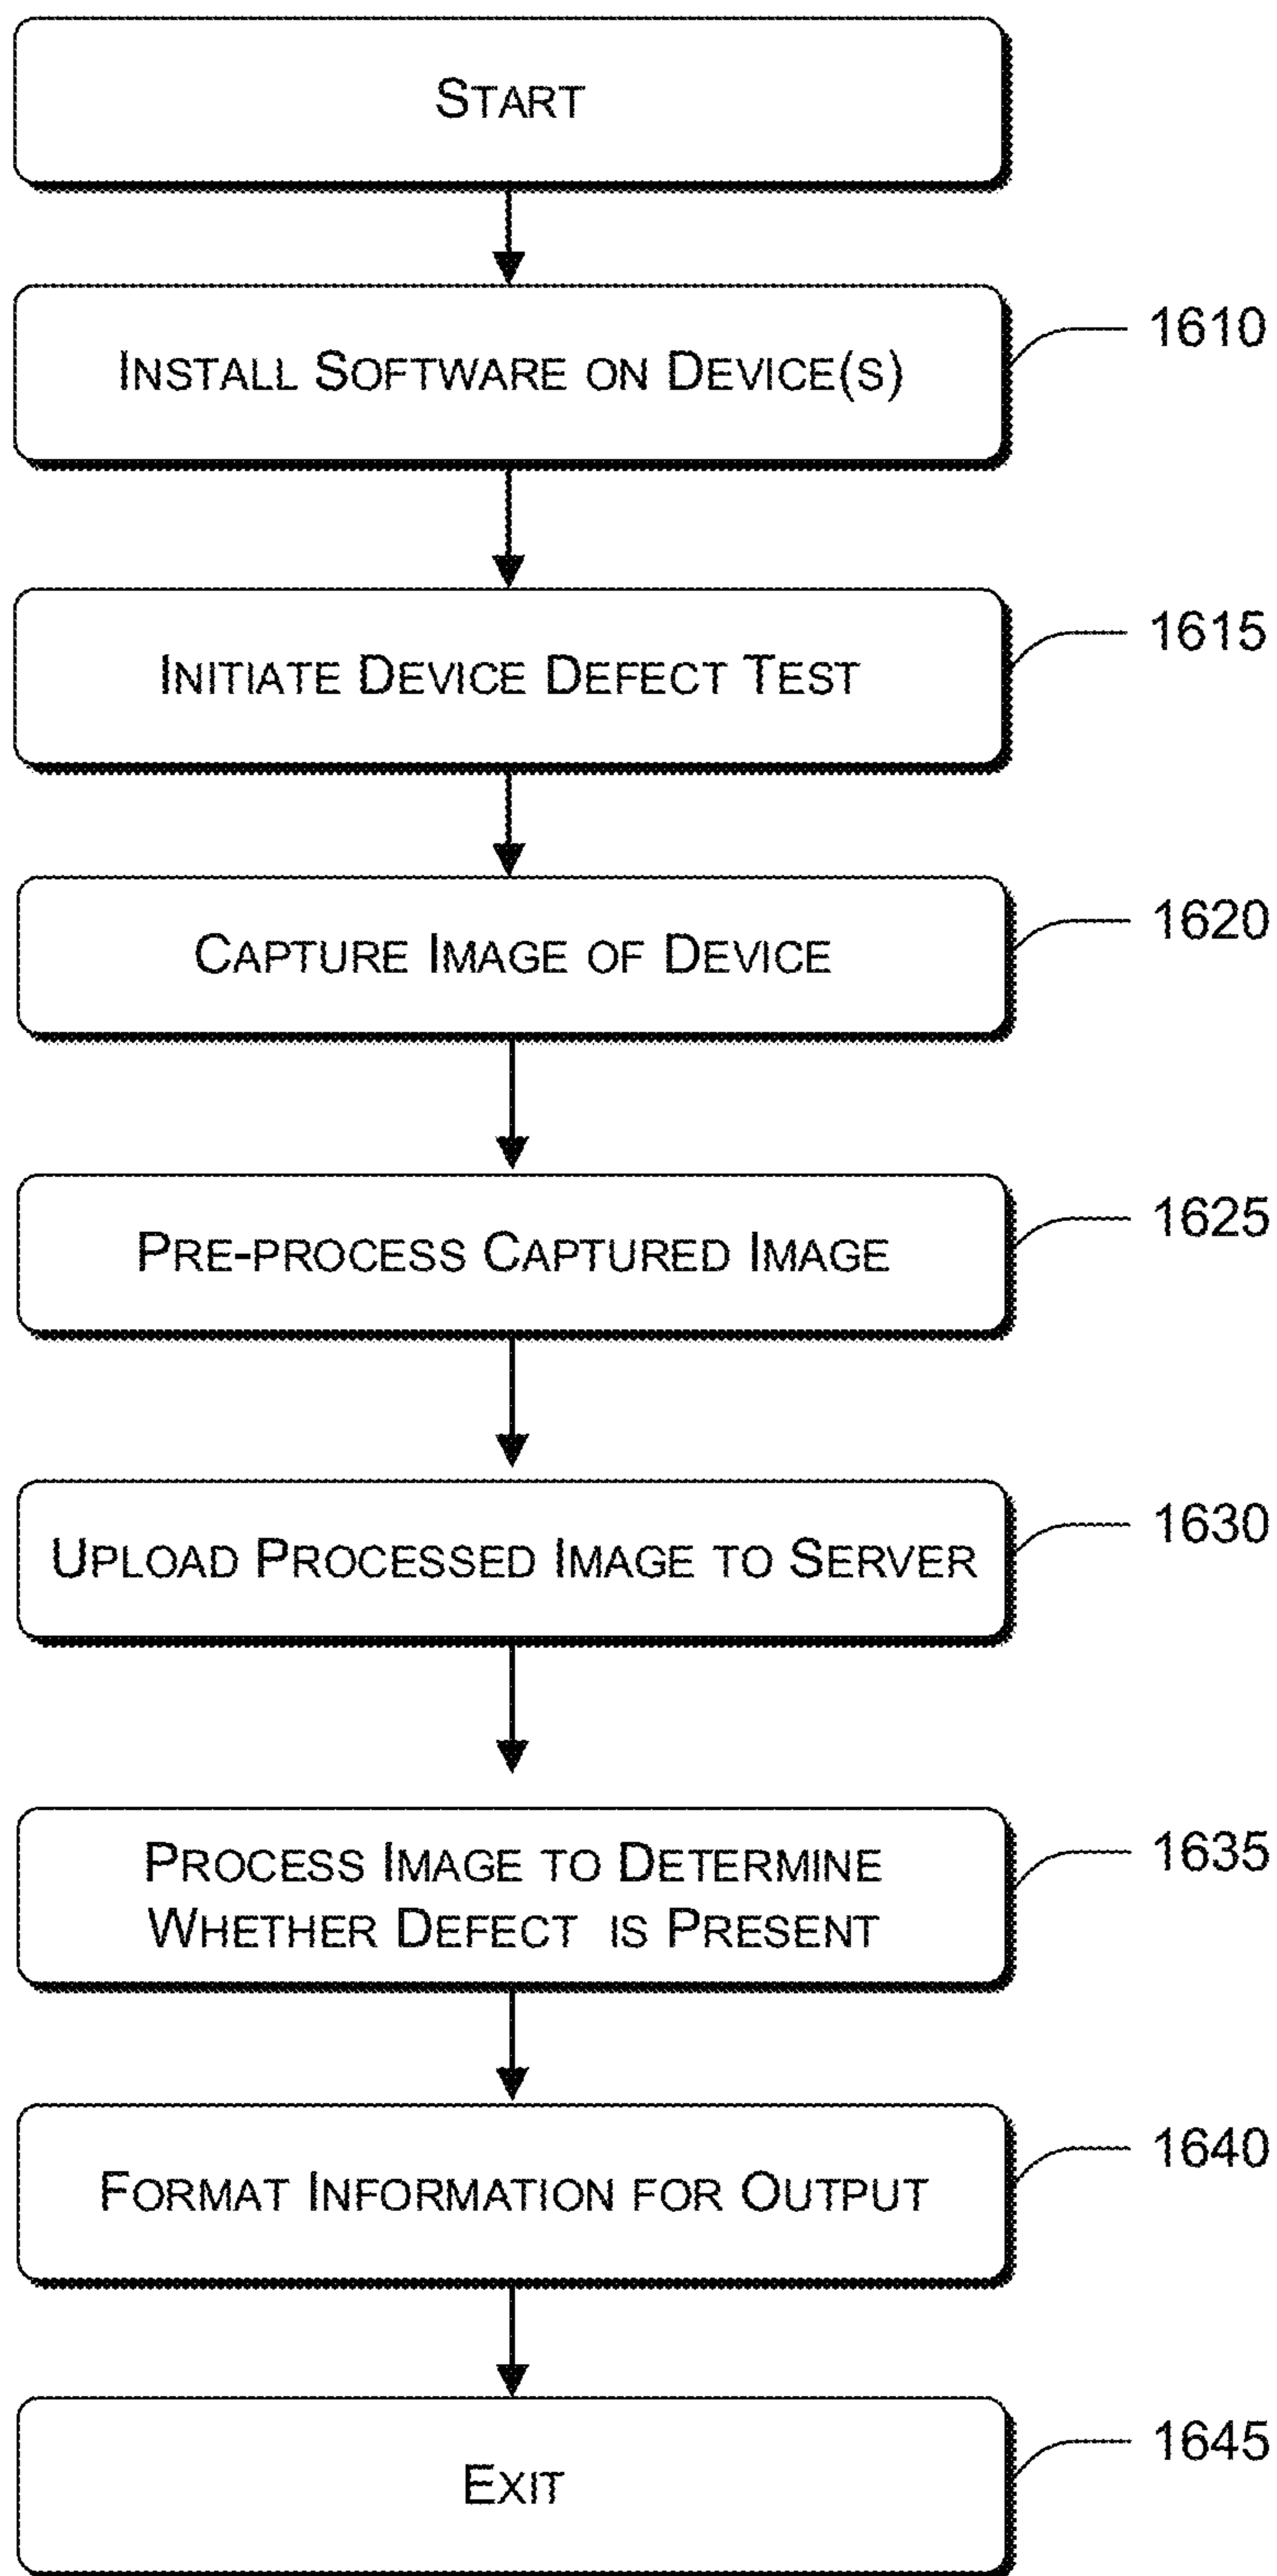 START
INSTALL SOFTWARE ON DEVICE(S)
1610
INITIATE DEVICE DEFECT TEST
1615
CAPTURE IMAGE OF DEVICE
1620
PRE-PROCESS CAPTURED IMAGE
1625
UPLOAD PROCESSED IMAGE TO SERVER
1630
PROCESS IMAGE TO DETERMINE
WHETHER DEFECT IS PRESENT
1635
FORMAT INFORMATION FOR OUTPUT
1640
EXIT
1645